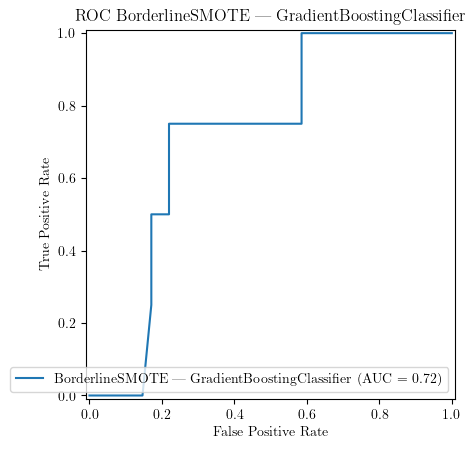 ROC BorderlineSMOTE — GradientBoostingClassifier
1.0
0.8
0.6
0.4
0.2
0.0
True Positive Rate
BorderlineSMOTE — GradientBoostingClassifier (AUC = 0.72)
0.0 0.2 0.4 0.6 0.8 1.0
False Positive Rate